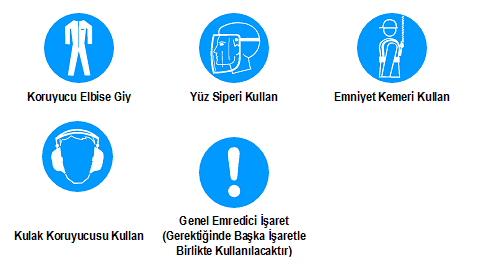 Koruyucu Elbise Giy
Yüz Siperi Kullan
Emniyet Kemeri Kullan
Kulak Koruyucusu Kullan
Genel Emredici İşaret
(Gerektiğinde Başka İşaretle
Birlikte Kullanılacaktır)